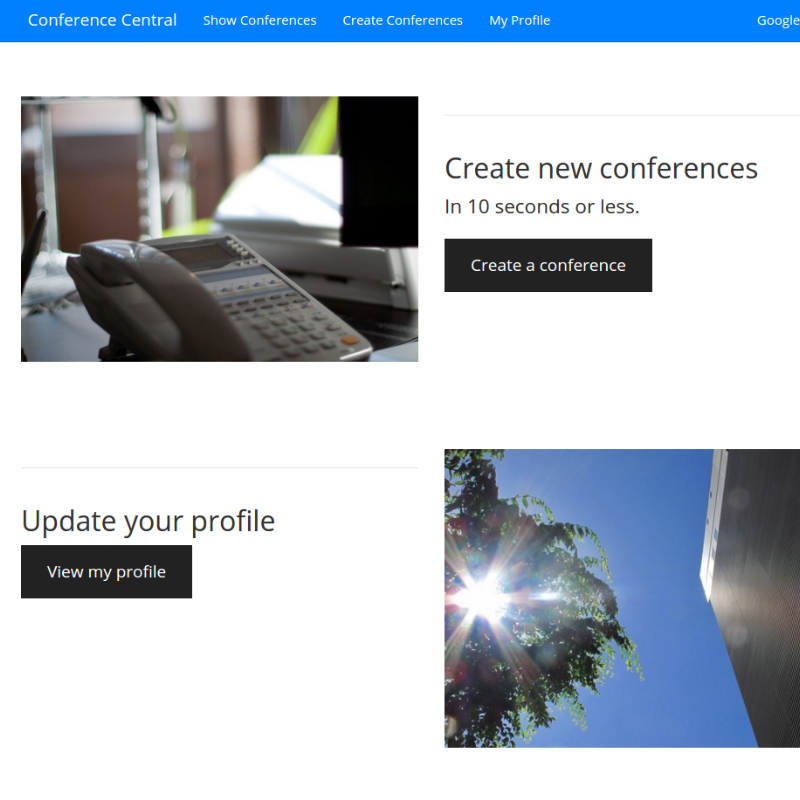 Conference Central Show Conferences Create Conferences My Profile Google
Create new conferences
In 10 seconds or less.
Create a conference
Update your profile
View my profile